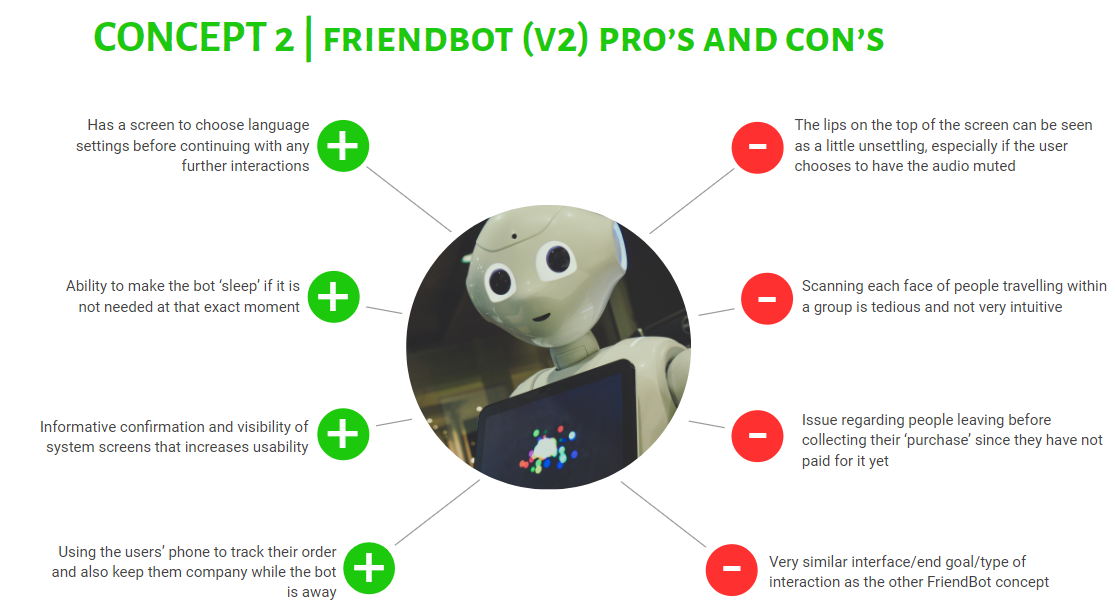 CONCEPT 2 | FRIENDBOT (V2) PRO'S AND CON'S
Has a screen to choose language
settings before continuing with any
further interactions
The lips on the top of the screen can be seen
as a little unsettling, especially if the user
chooses to have the audio muted
Ability to make the bot ‘sleep’ if it is
not needed at that exact moment
Scanning each face of people travelling within
a group is tedious and not very intuitive
Informative confirmation and visibility of
system screens that increases usability
Issue regarding people leaving before
collecting their ‘purchase’ since they have not
paid for it yet
Using the users’ phone to track their order
and also keep them company while the bot
is away
Very similar interface/end goal/type of
interaction as the other FriendBot concept